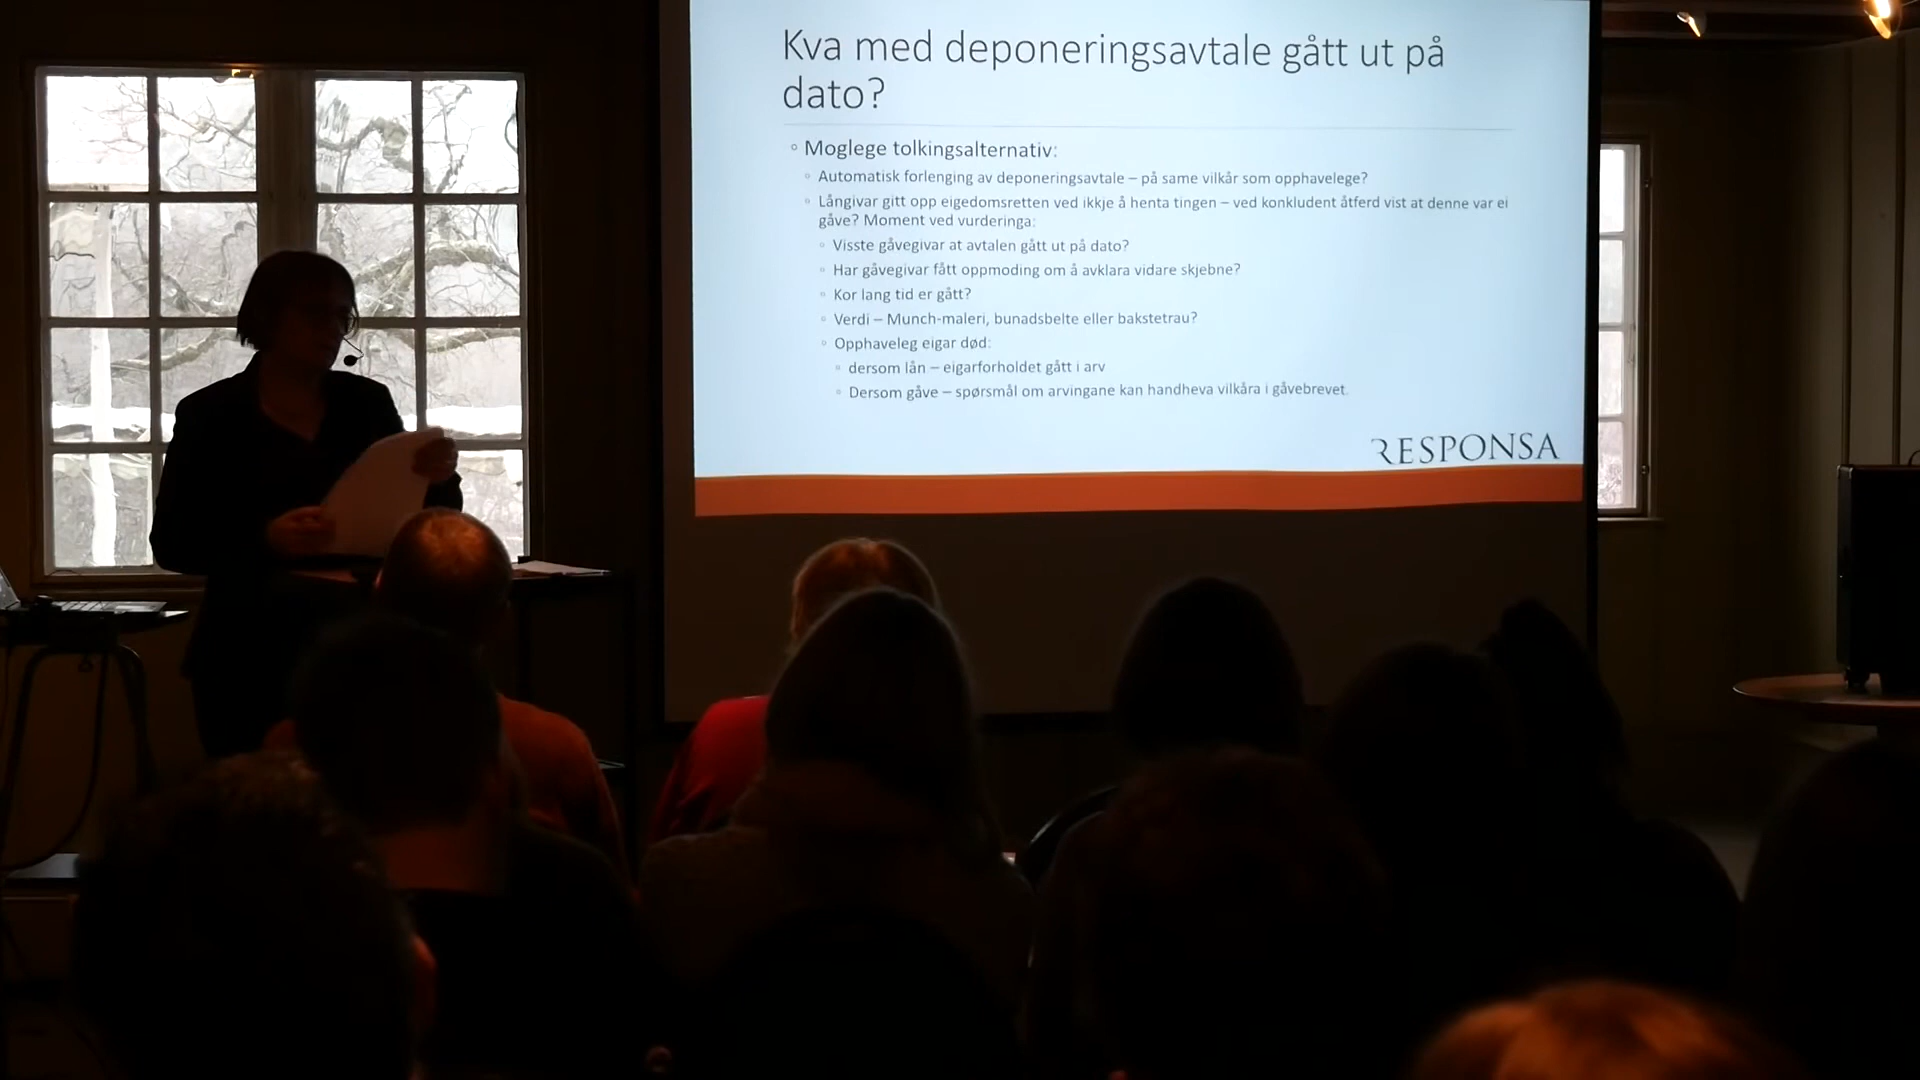 Kva med deponeringsavtale gått ut på
dato?
◦ Moglege tolkingsalternativ:
◦ Automatisk forlenging av deponeringsavtale – på same vilkår som opphavelege?
◦ Långivar gitt opp eigedomsretten ved ikkje å henta tingen – ved konkludent åtferd vist at denne var ei
gåve? Moment ved vurderinga:
◦ Visste gåvegivar at avtalen gått ut på dato?
◦ Har gåvegivar fått oppmoding om å avklara vidare skjebne?
◦ Kor lang tid er gått?
◦ Verdi – Munch-maleri, bunadsbelte eller bakstetrau?
◦ Opphaveleg eigar død:
◦ dersom lån – eigarforholdet gått i arv
◦ Dersom gåve – spørsmål om arvingane kan handheva vilkåra i gåvebrevet.
RESPONSA